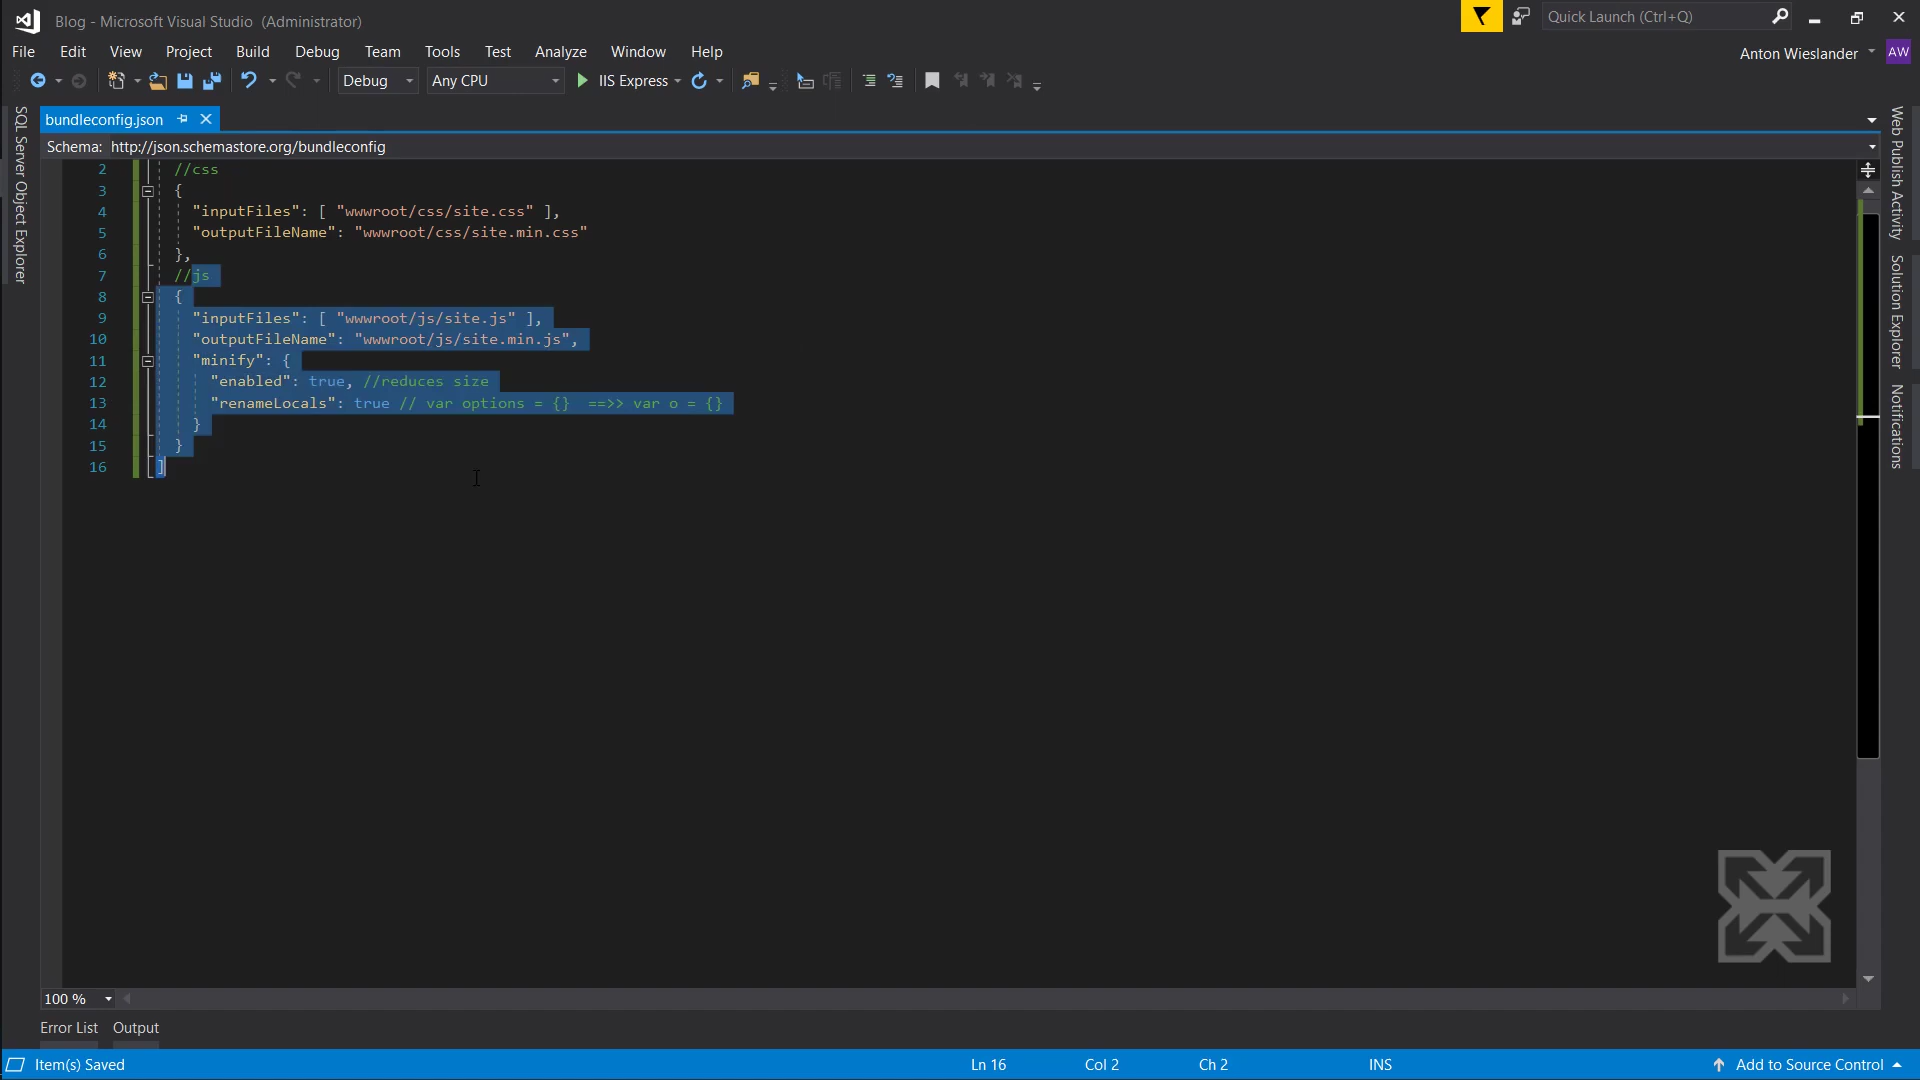 Blog - Microsoft Visual Studio (Administrator)
Quick Launch (Ctrl+Q)
File Edit View Project Build Debug Team Tools Test Analyze Window Help
Anton Wieslander AW
Debug Any CPU IIS Express
bundleconfig.json
Schema: http://json.schemastore.org/bundleconfig
SQL Server Object Explorer
Web Publish Activity
Solution Explorer
Notifications
2 //css
3 {
4 "inputFiles": [ "wwwroot/css/site.css" ],
5 "outputFileName": "wwwroot/css/site.min.css"
6 },
7 //js
8 {
9 "inputFiles": [ "wwwroot/js/site.js" ],
10 "outputFileName": "wwwroot/js/site.min.js",
11 "minify": {
12 "enabled": true, //reduces size
13 "renameLocals": true // var options = {}  ==>> var o = {}
14 }
15 }
16 ]
100 %
Error List Output
Item(s) Saved Ln 16 Col 2 Ch 2 INS Add to Source Control